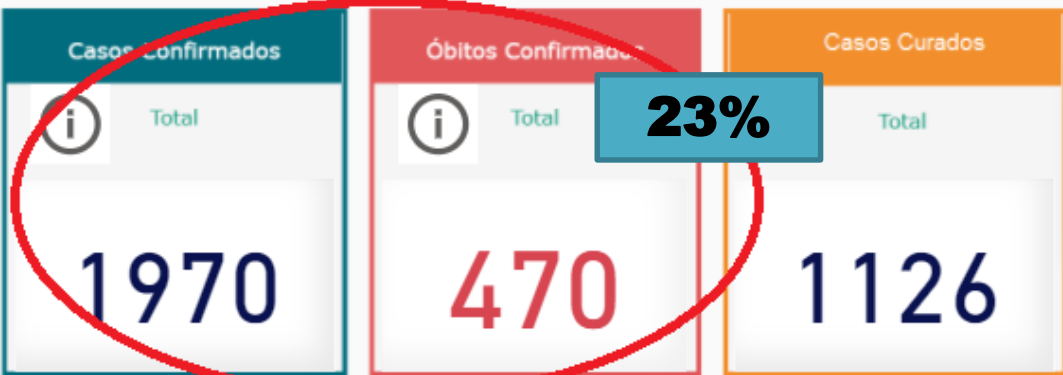 Casos Confirmados
Total
1970
Óbitos Confirmados
Total
23%
470
Casos Curados
Total
1126